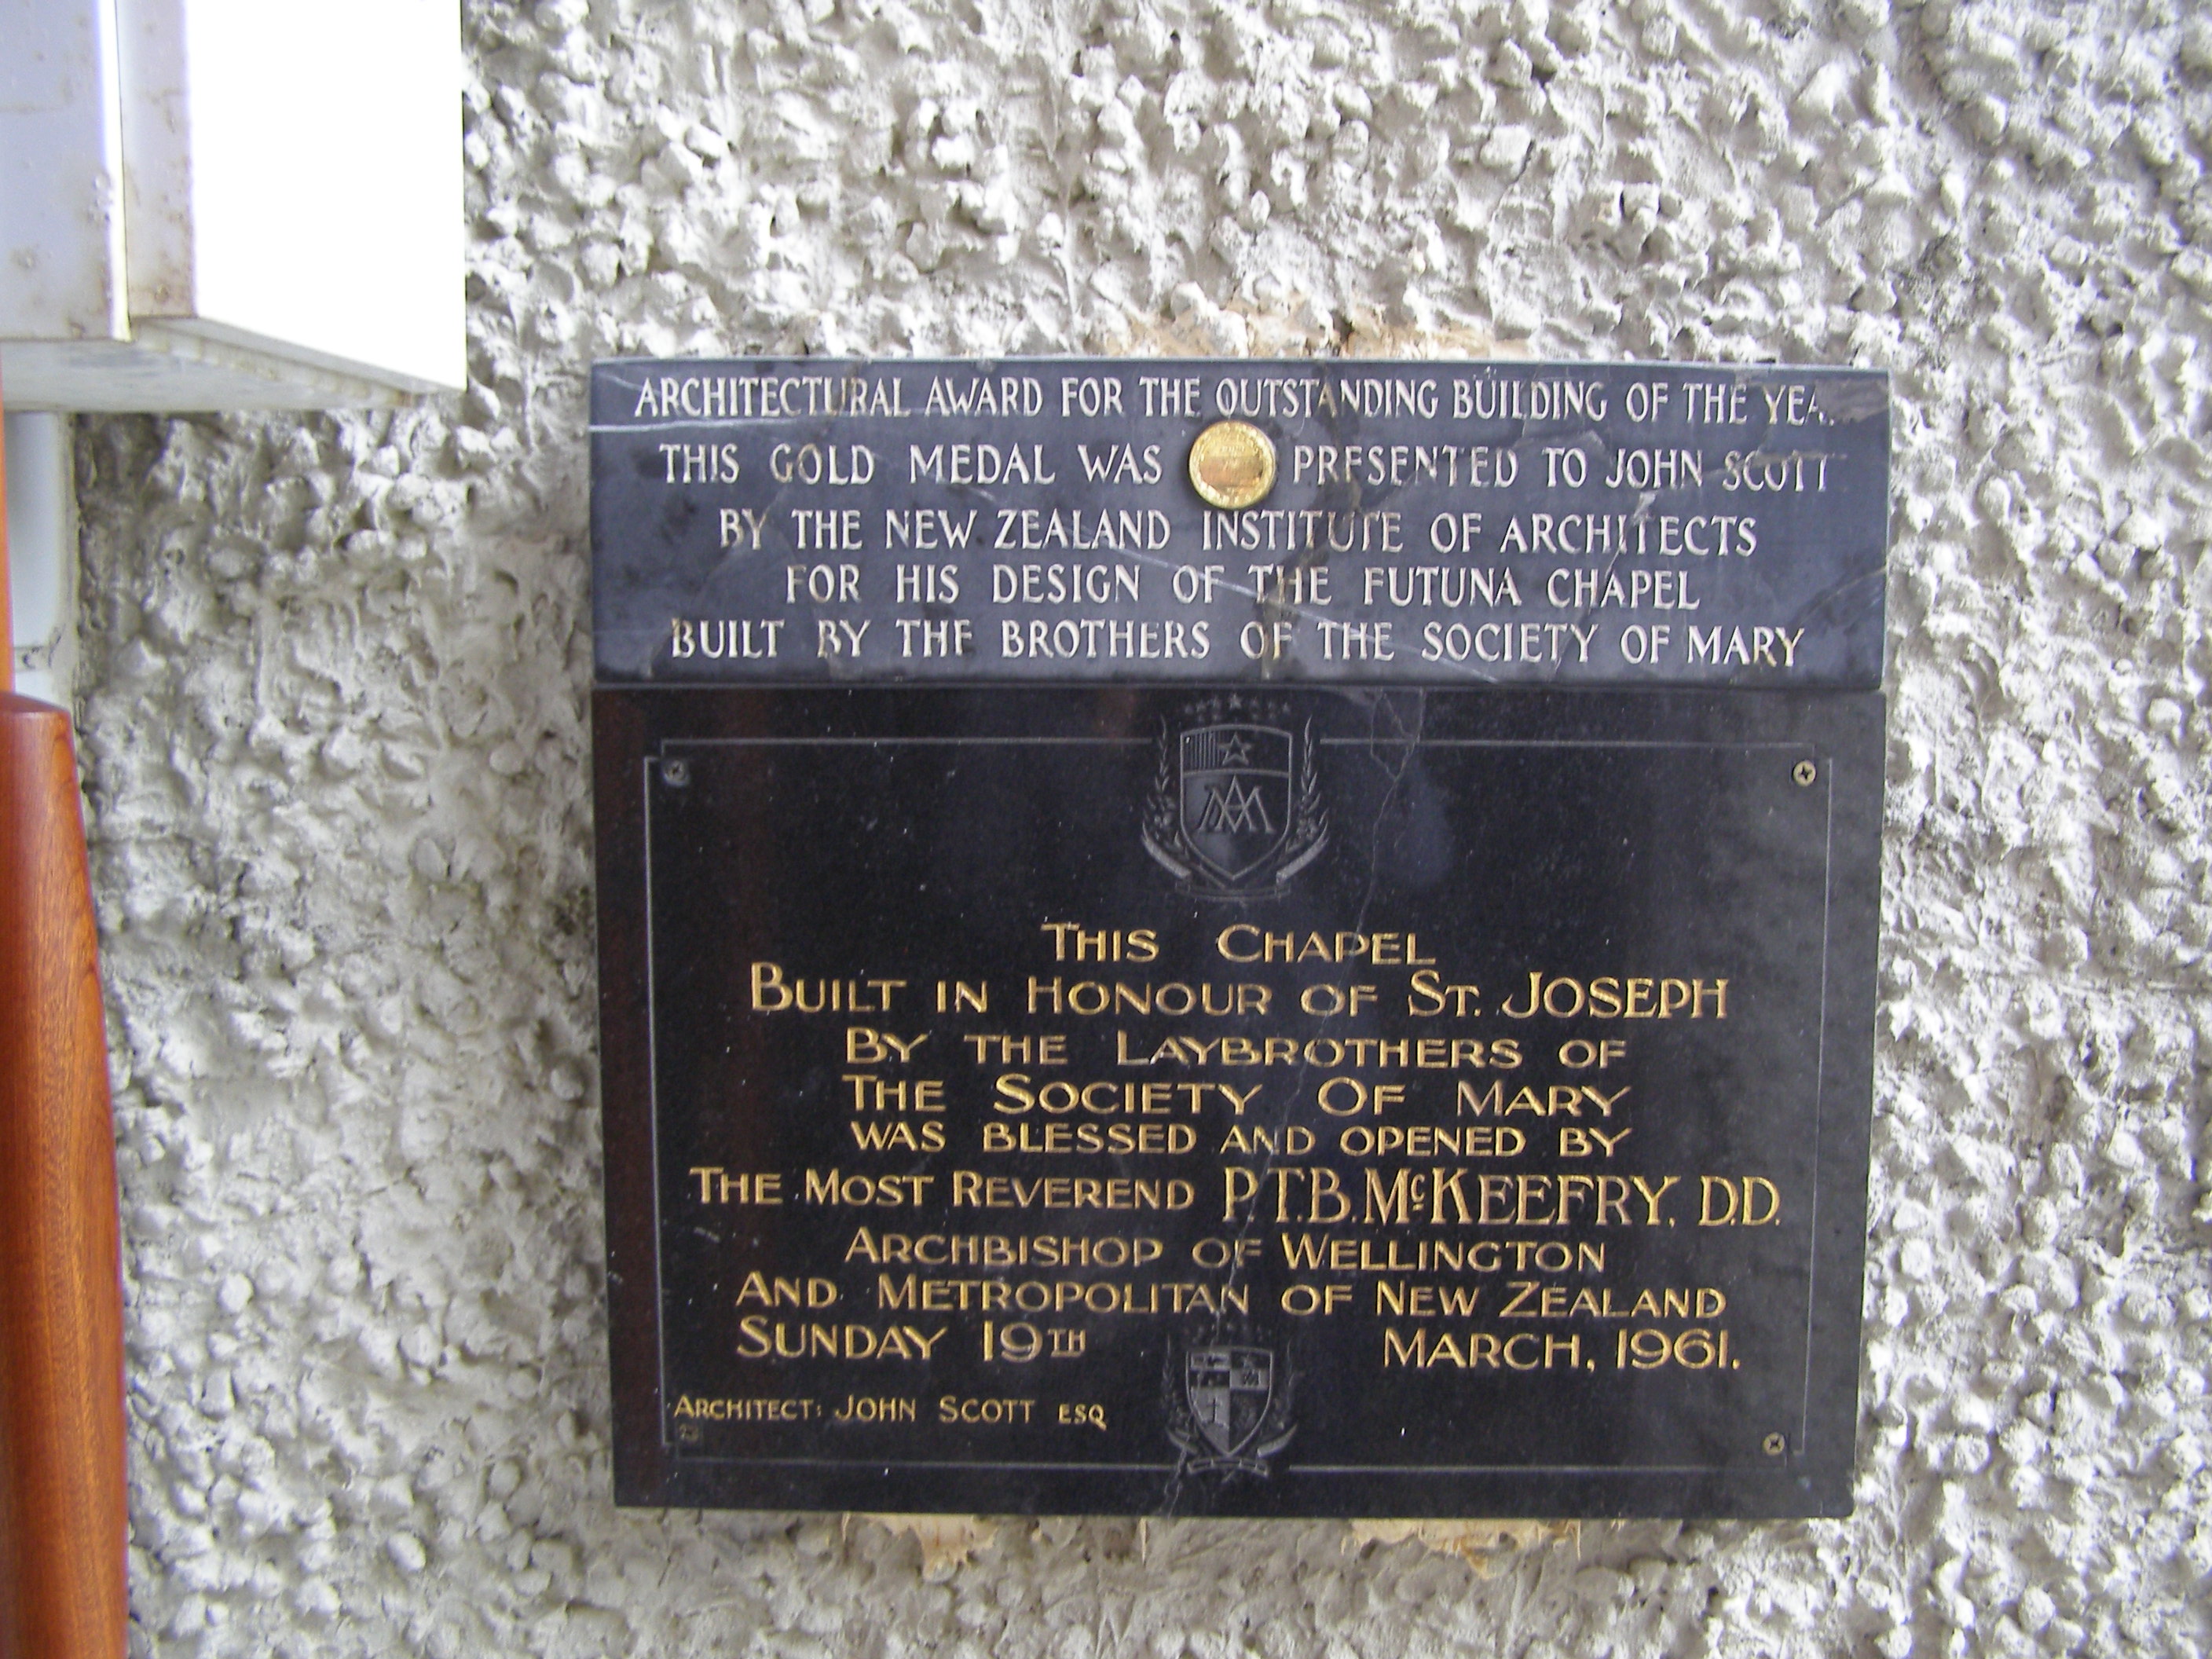 ARCHITECTURAL AWARD FOR THE OUTSTANDING BUILDING OF THE YEA
THIS GOLD MEDAL WAS PRESENTED TO JOHN SCOTT
BY THE NEW ZEALAND INSTITUTE OF ARCHITECTS
FOR HIS DESIGN OF THE FUTUNA CHAPEL
BUILT BY THE BROTHERS OF THE SOCIETY OF MARY
THIS CHAPEL
BUILT IN HONOUR OF ST. JOSEPH
BY THE LAYBROTHERS OF
THE SOCIETY OF MARY
WAS BLESSED AND OPENED BY
THE MOST REVEREND P.T.B. McKEEFRY, D.D.
ARCHBISHOP OF WELLINGTON
AND METROPOLITAN OF NEW ZEALAND
SUNDAY 19TH MARCH, 1961.
ARCHITECT: JOHN SCOTT ESQ